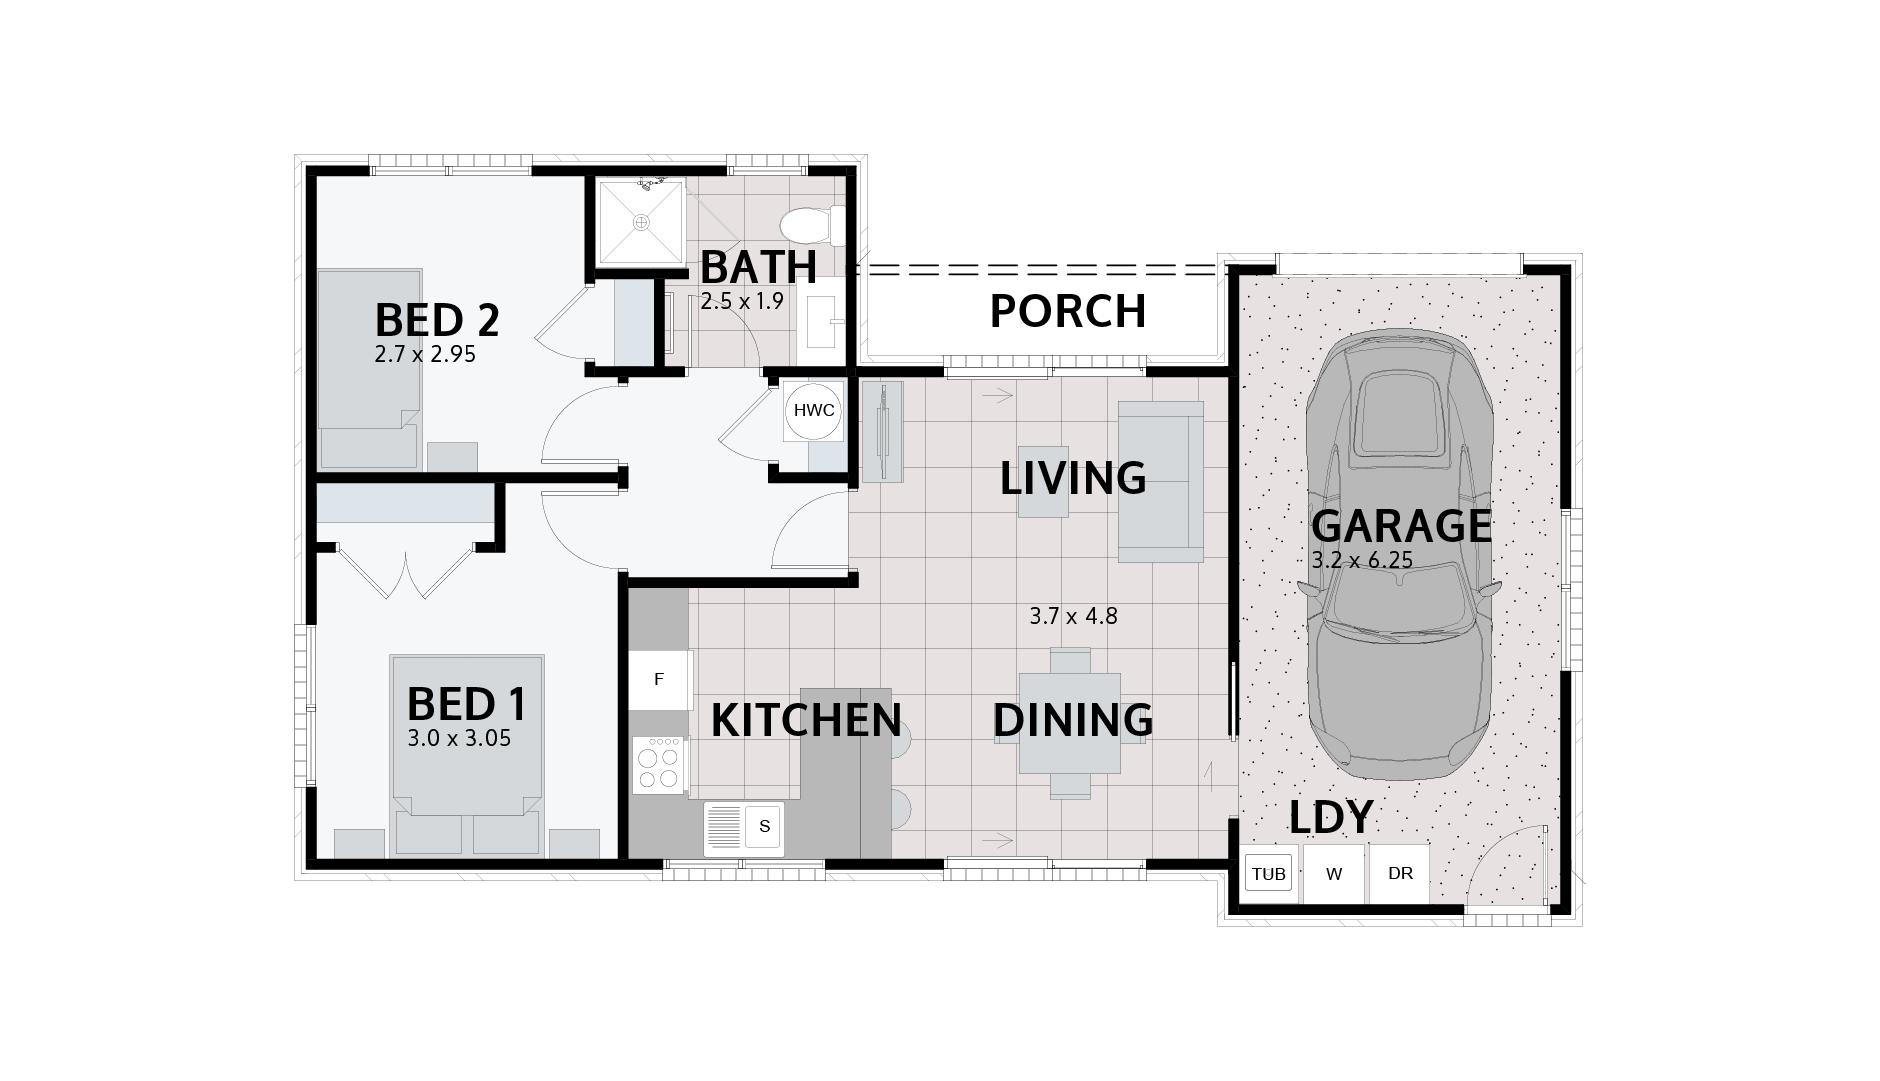 BATH
2.5 x 1.9
BED 2
2.7 x 2.95
PORCH
HWC
LIVING
GARAGE
3.2 x 6.25
3.7 x 4.8
F
BED 1
3.0 x 3.05
KITCHEN
DINING
S
LDY
TUB
W
DR